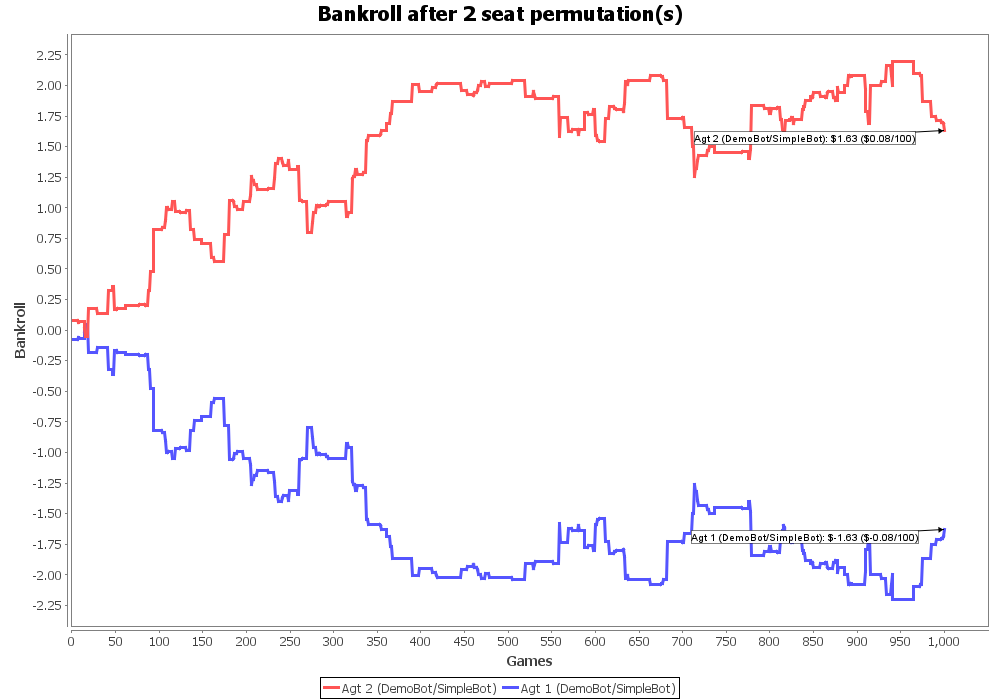 Bankroll after 2 seat permutation(s)
Bankroll
2.25
2.00
1.75
1.50
1.25
1.00
0.75
0.50
0.25
0.00
-0.25
-0.50
-0.75
-1.00
-1.25
-1.50
-1.75
-2.00
-2.25
Agt 2 (DemoBot/SimpleBot): $1.63 ($0.08/100)
Agt 1 (DemoBot/SimpleBot): $-1.63 ($-0.08/100)
0 50 100 150 200 250 300 350 400 450 500 550 600 650 700 750 800 850 900 950 1,000
Games
Agt 2 (DemoBot/SimpleBot) Agt 1 (DemoBot/SimpleBot)